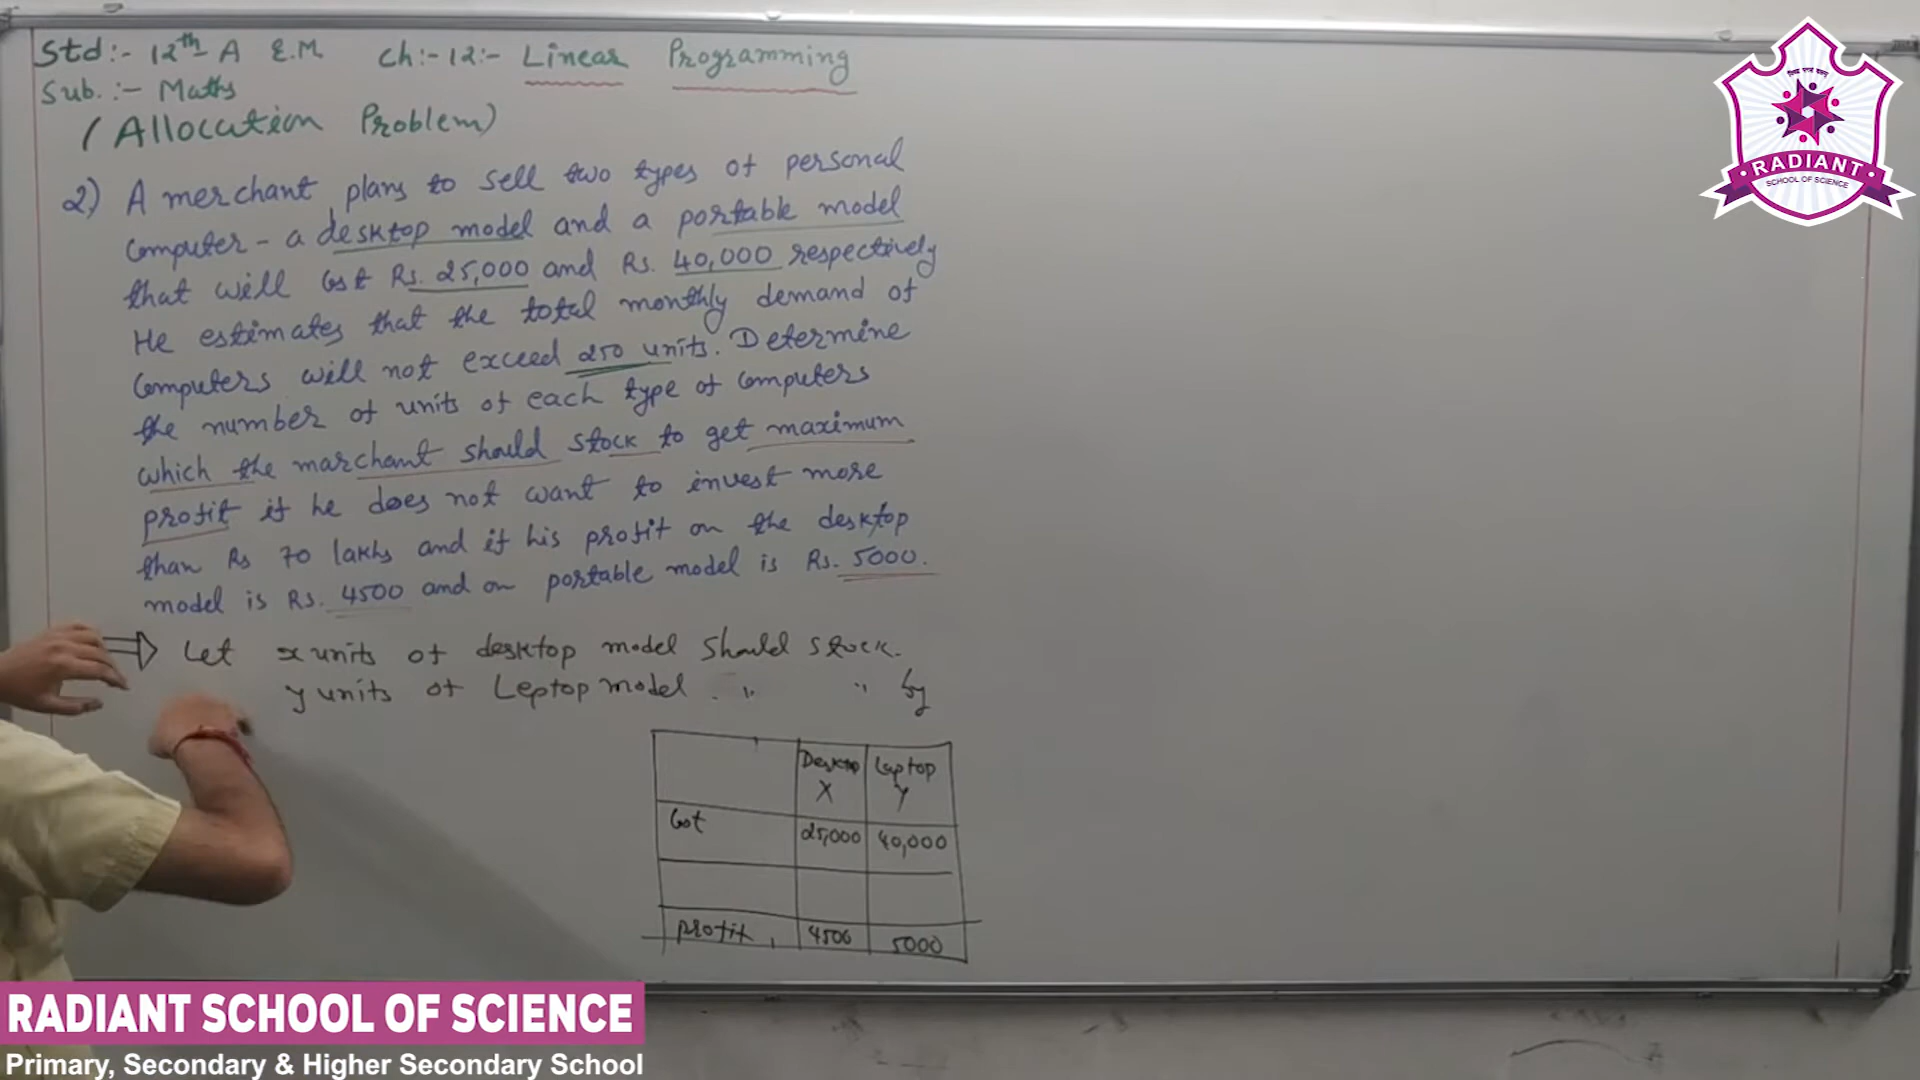 Std:- 12th A E.M. Ch:-12:- Linear Programming
Sub.:- Maths
(Allocation Problem)
2) A merchant plans to sell two types of personal
computer - a desktop model and a portable model
that will cost Rs. 25,000 and Rs. 40,000 respectively
He estimates that the total monthly demand of
computers will not exceed 250 units. Determine
the number of units of each type of computers
which the marchant should stock to get maximum
profit if he does not want to invest more
than Rs 70 lakhs and if his profit on the desktop
model is Rs. 4500 and on portable model is Rs. 5000.
Let x units of desktop model should stock.
y units of Leptop model " " by
Desktop Laptop
X Y
Cost 25,000 40,000
profit 4500 5000
RADIANT
SCHOOL OF SCIENCE
RADIANT SCHOOL OF SCIENCE
Primary, Secondary & Higher Secondary School